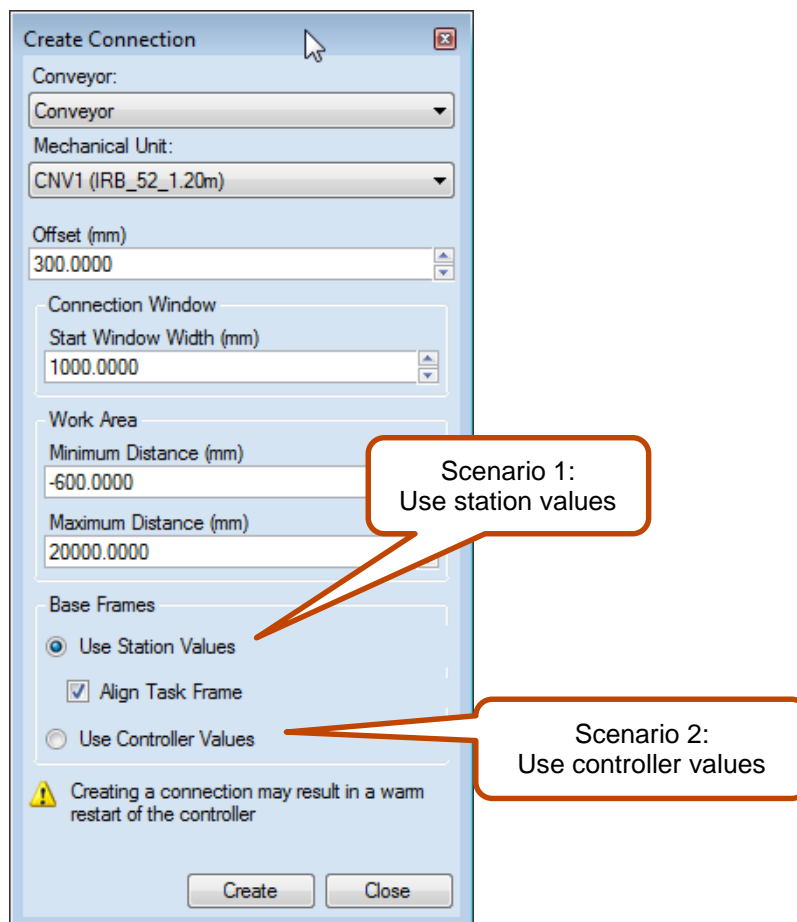 Create Connection
Conveyor:
Conveyor
Mechanical Unit:
CNV1 (IRB_52_1.20m)
Offset (mm)
300.0000
Connection Window
Start Window Width (mm)
1000.0000
Work Area
Minimum Distance (mm)
-600.0000
Maximum Distance (mm)
20000.0000
Scenario 1:
Use station values
Base Frames
Use Station Values
Align Task Frame
Use Controller Values
Scenario 2:
Use controller values
Creating a connection may result in a warm
restart of the controller
Create
Close